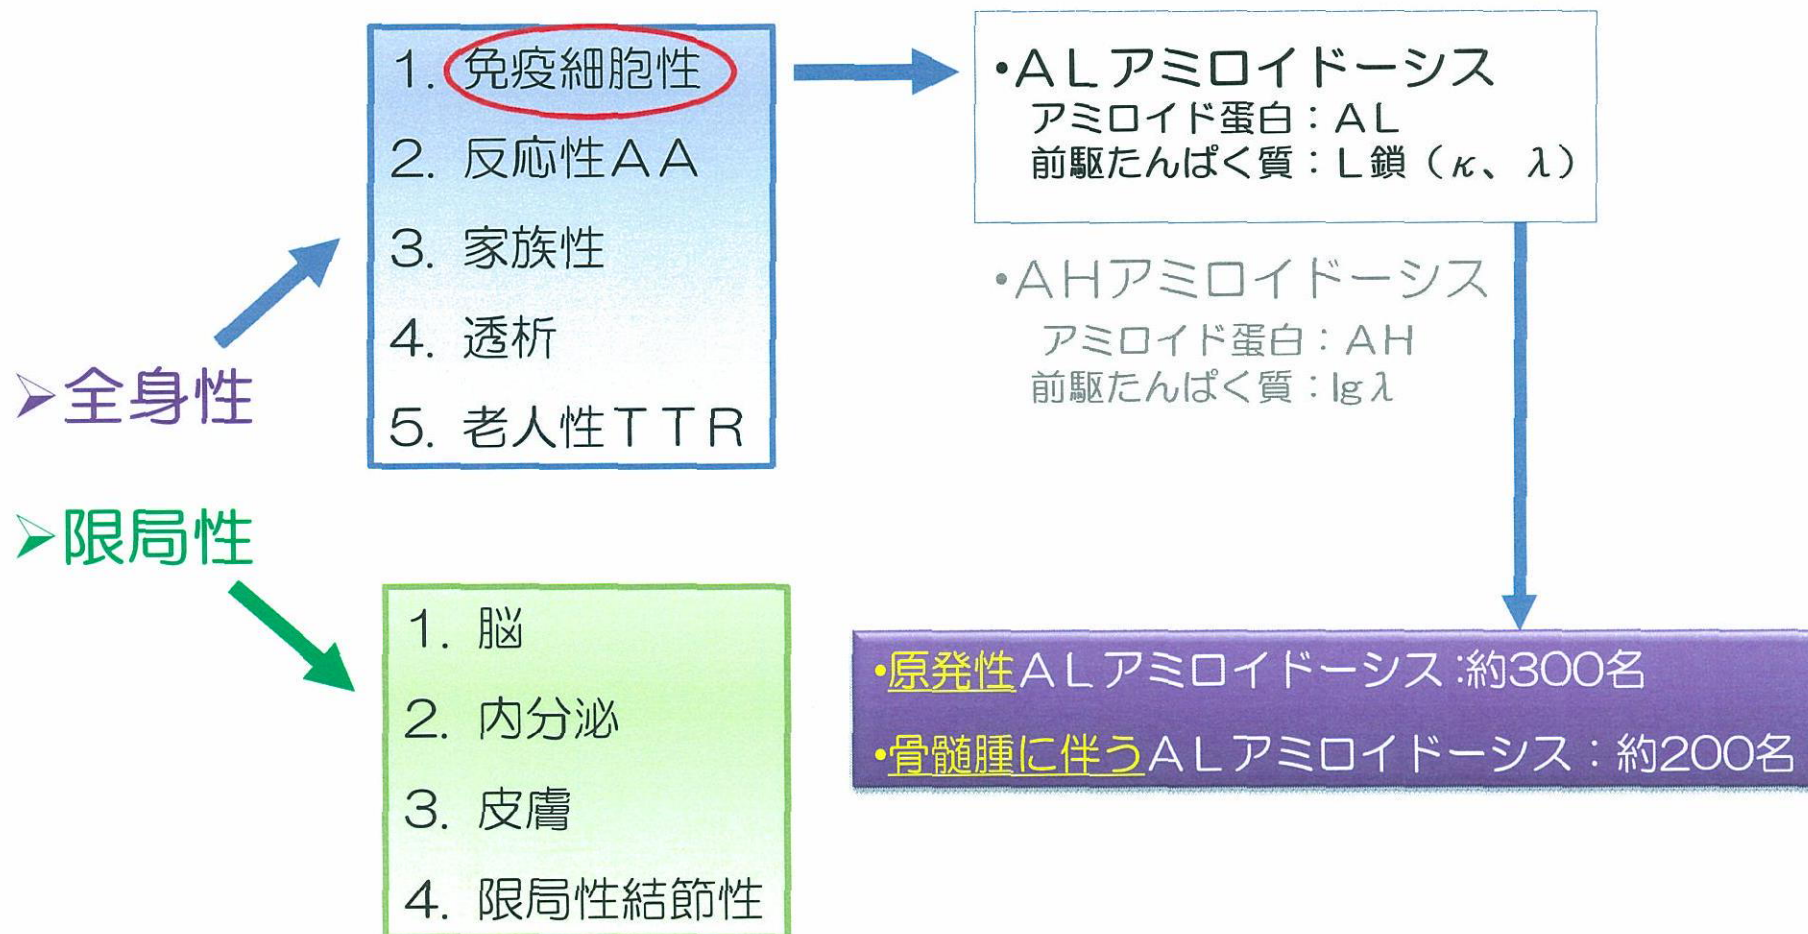 ➢全身性
1. 免疫細胞性
2. 反応性ＡＡ
3. 家族性
4. 透析
5. 老人性ＴＴＲ
•ＡＬアミロイドーシス
アミロイド蛋白：ＡＬ
前駆たんぱく質：Ｌ鎖（κ、λ）
•ＡＨアミロイドーシス
アミロイド蛋白：ＡＨ
前駆たんぱく質：Igλ
➢限局性
1. 脳
2. 内分泌
3. 皮膚
4. 限局性結節性
•原発性ＡＬアミロイドーシス:約300名
•骨髄腫に伴うＡＬアミロイドーシス：約200名